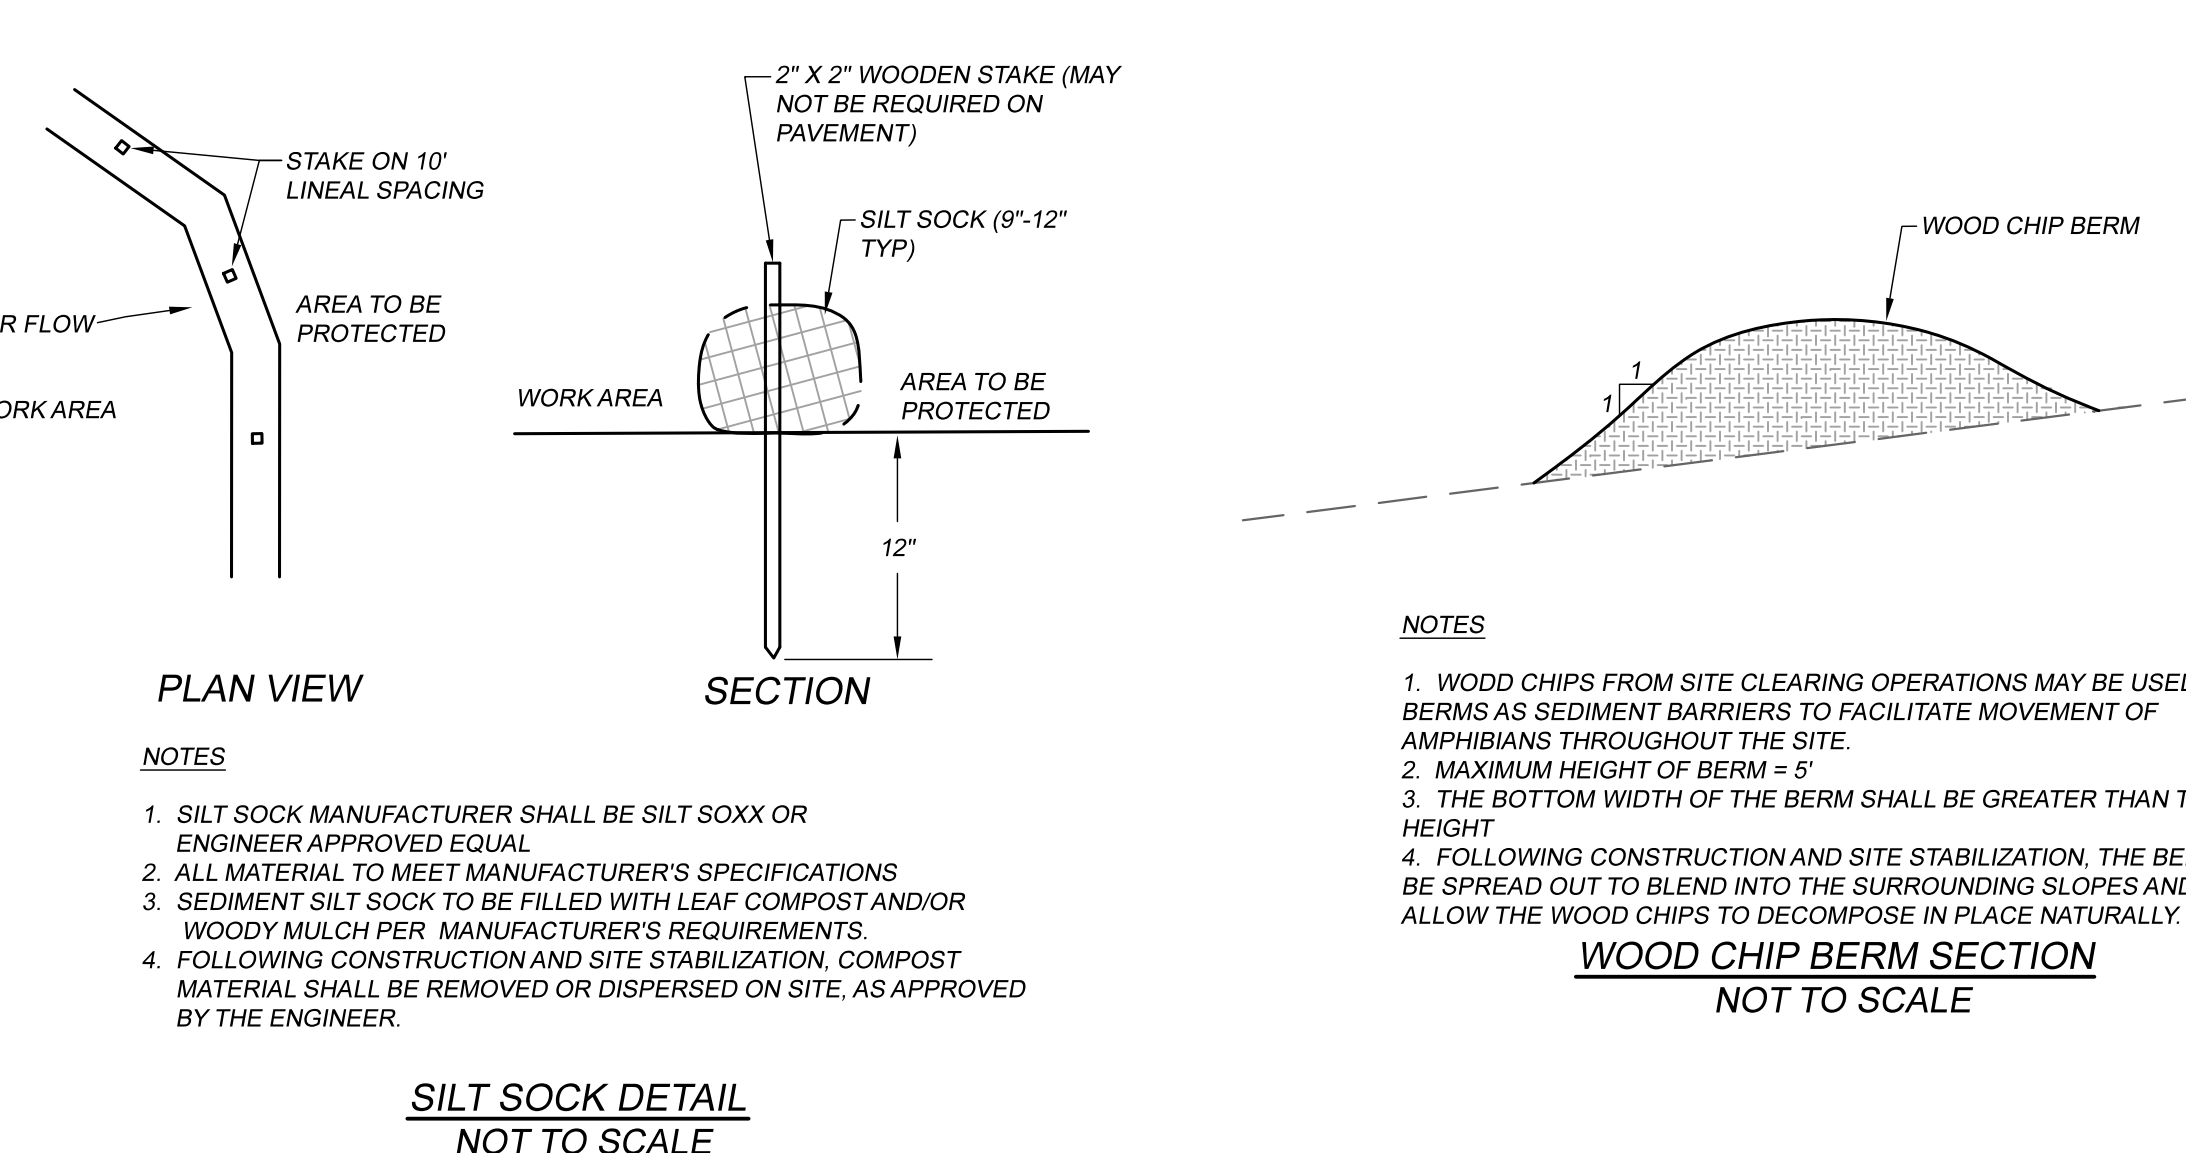 2" X 2" WOODEN STAKE (MAY
NOT BE REQUIRED ON
PAVEMENT)
STAKE ON 10'
LINEAL SPACING
SILT SOCK (9"-12"
TYP)
AREA TO BE
PROTECTED
R FLOW
ORK AREA
WORK AREA
AREA TO BE
PROTECTED
12"
PLAN VIEW
SECTION
NOTES
1. SILT SOCK MANUFACTURER SHALL BE SILT SOXX OR
ENGINEER APPROVED EQUAL
2. ALL MATERIAL TO MEET MANUFACTURER'S SPECIFICATIONS
3. SEDIMENT SILT SOCK TO BE FILLED WITH LEAF COMPOST AND/OR
WOODY MULCH PER MANUFACTURER'S REQUIREMENTS.
4. FOLLOWING CONSTRUCTION AND SITE STABILIZATION, COMPOST
MATERIAL SHALL BE REMOVED OR DISPERSED ON SITE, AS APPROVED
BY THE ENGINEER.
SILT SOCK DETAIL
NOT TO SCALE
WOOD CHIP BERM
1
1
NOTES
1. WODD CHIPS FROM SITE CLEARING OPERATIONS MAY BE USED
BERMS AS SEDIMENT BARRIERS TO FACILITATE MOVEMENT OF
AMPHIBIANS THROUGHOUT THE SITE.
2. MAXIMUM HEIGHT OF BERM = 5'
3. THE BOTTOM WIDTH OF THE BERM SHALL BE GREATER THAN
HEIGHT
4. FOLLOWING CONSTRUCTION AND SITE STABILIZATION, THE
BE SPREAD OUT TO BLEND INTO THE SURROUNDING SLOPES AND
ALLOW THE WOOD CHIPS TO DECOMPOSE IN PLACE NATURALLY.
WOOD CHIP BERM SECTION
NOT TO SCALE